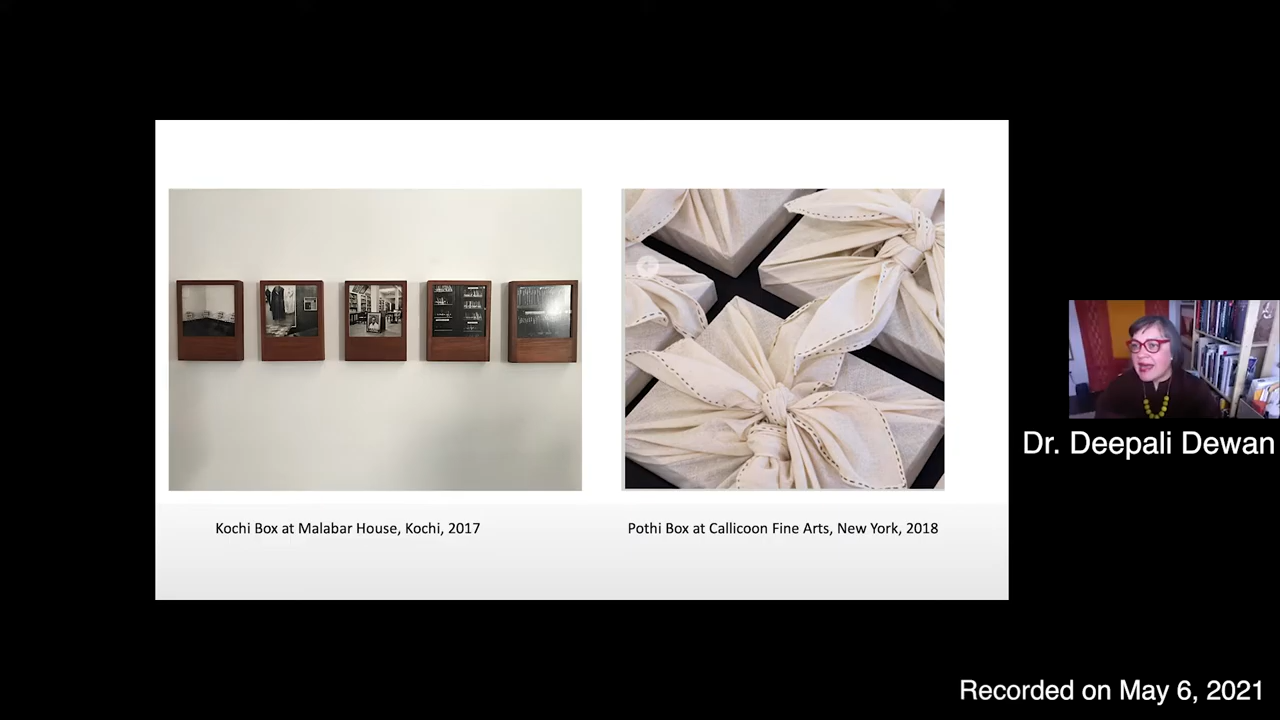 Kochi Box at Malabar House, Kochi, 2017
Pothi Box at Callicoon Fine Arts, New York, 2018
Dr. Deepali Dewan
Recorded on May 6, 2021